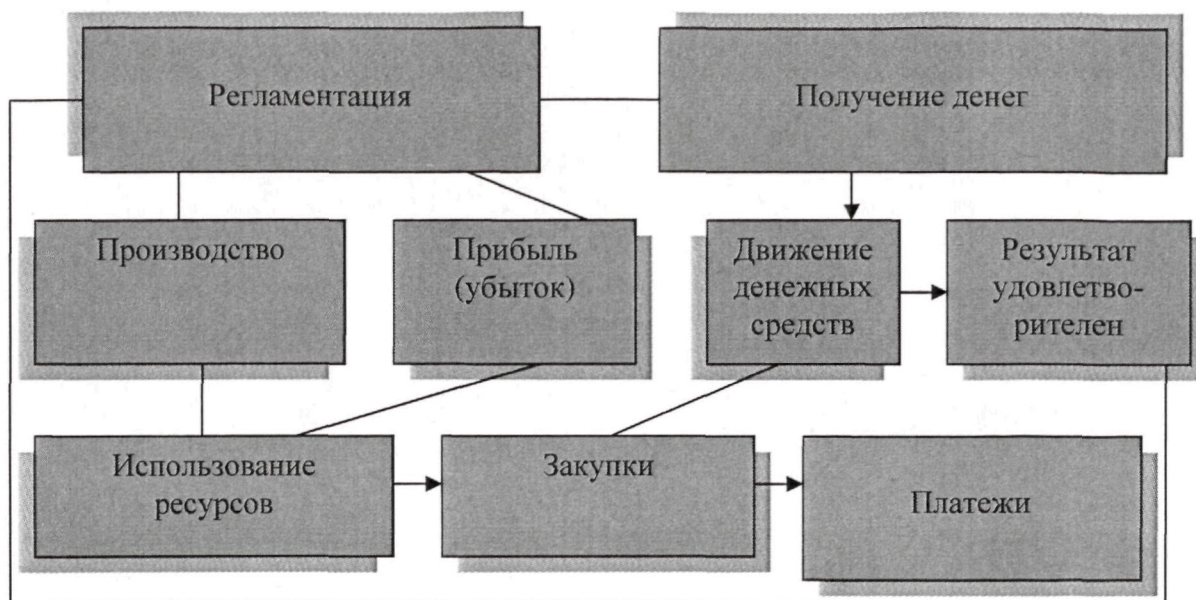 Регламентация
Получение денег
Производство
Прибыль
(убыток)
Движение
денежных
средств
Результат
удовлетво-
рителен
Использование
ресурсов
Закупки
Платежи